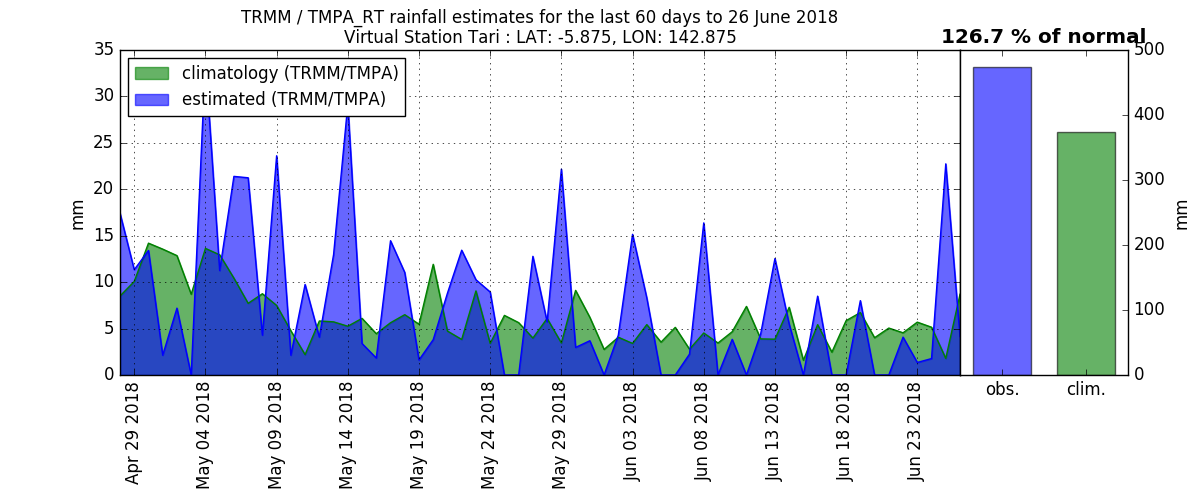 TRMM / TMPA_RT rainfall estimates for the last 60 days to 26 June 2018
Virtual Station Tari : LAT: -5.875, LON: 142.875
126.7 % of normal
climatology (TRMM/TMPA)
estimated (TRMM/TMPA)
35
30
25
20
15
10
5
0
mm
500
400
300
200
100
0
mm
Apr 29 2018
May 04 2018
May 09 2018
May 14 2018
May 19 2018
May 24 2018
May 29 2018
Jun 03 2018
Jun 08 2018
Jun 13 2018
Jun 18 2018
Jun 23 2018
obs.
clim.